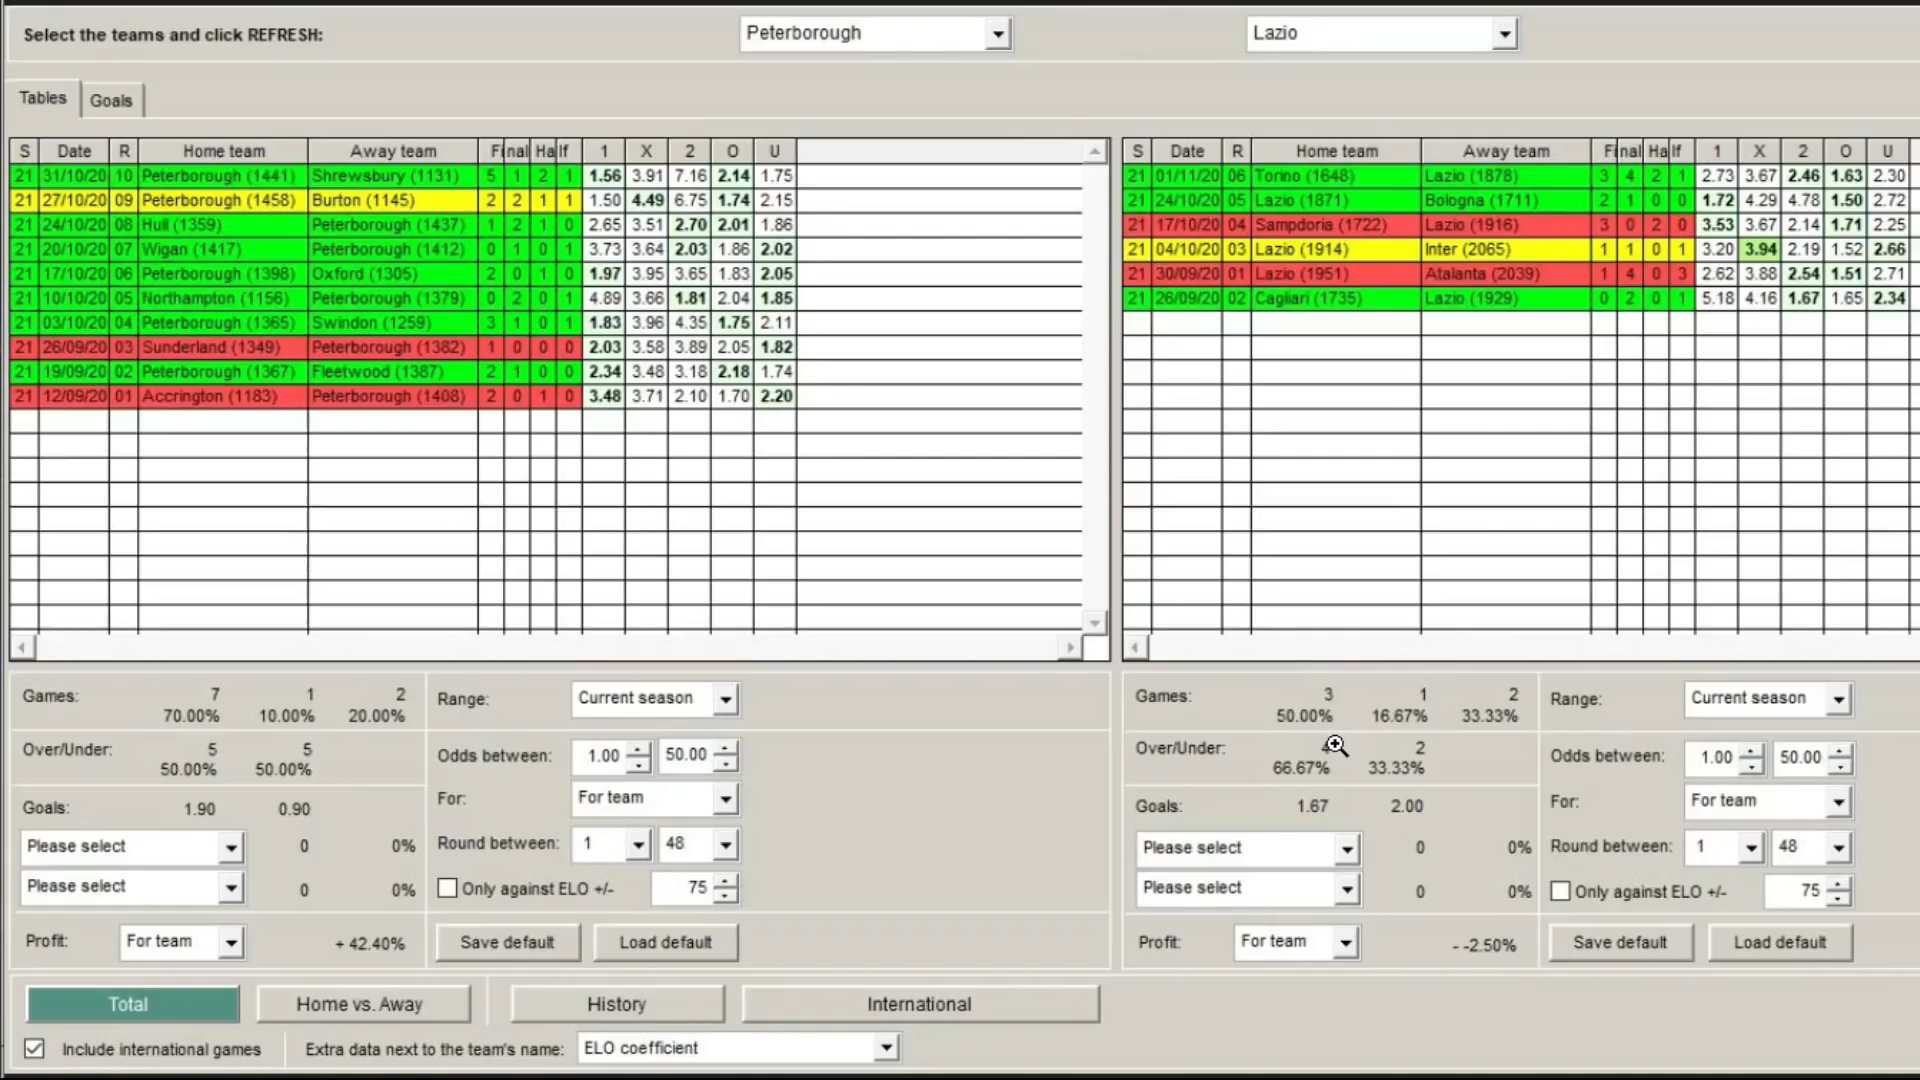 Select the teams and click REFRESH: Peterborough Lazio
Tables Goals
S Date R Home team Away team Final Half 1 X 2 O U
21 31/10/20 10 Peterborough (1441) Shrewsbury (1131) 5 1 2 1 1.56 3.91 7.16 2.14 1.75
21 27/10/20 09 Peterborough (1458) Burton (1145) 2 2 1 1 1.50 4.49 6.75 1.74 2.15
21 24/10/20 08 Hull (1359) Peterborough (1437) 1 2 1 0 2.65 3.51 2.70 2.01 1.86
21 20/10/20 07 Wigan (1417) Peterborough (1412) 0 1 0 1 3.73 3.64 2.03 1.86 2.02
21 17/10/20 06 Peterborough (1398) Oxford (1305) 2 0 1 0 1.97 3.95 3.65 1.83 2.05
21 10/10/20 05 Northampton (1156) Peterborough (1379) 0 2 0 1 4.89 3.66 1.81 2.04 1.85
21 03/10/20 04 Peterborough (1365) Swindon (1259) 3 1 0 1 1.83 3.96 4.35 1.75 2.11
21 26/09/20 03 Sunderland (1349) Peterborough (1382) 1 0 0 0 2.03 3.58 3.89 2.05 1.82
21 19/09/20 02 Peterborough (1367) Fleetwood (1387) 2 1 0 0 2.34 3.48 3.18 2.18 1.74
21 12/09/20 01 Accrington (1183) Peterborough (1408) 2 0 1 0 3.48 3.71 2.10 1.70 2.20
S Date R Home team Away team Final Half 1 X 2 O U
21 01/11/20 06 Torino (1648) Lazio (1878) 3 4 2 1 2.73 3.67 2.46 1.63 2.30
21 24/10/20 05 Lazio (1871) Bologna (1711) 2 1 0 0 1.72 4.29 4.78 1.50 2.72
21 17/10/20 04 Sampdoria (1722) Lazio (1916) 3 0 2 0 3.53 3.67 2.14 1.71 2.25
21 04/10/20 03 Lazio (1914) Inter (2065) 1 1 0 1 3.20 3.94 2.19 1.52 2.66
21 30/09/20 01 Lazio (1951) Atalanta (2039) 1 4 0 3 2.62 3.88 2.54 1.51 2.71
21 26/09/20 02 Cagliari (1735) Lazio (1929) 0 2 0 1 5.18 4.16 1.67 1.65 2.34
Games: 7 1 2
70.00% 10.00% 20.00%
Over/Under: 5 5
50.00% 50.00%
Goals: 1.90 0.90
Please select 0 0%
Please select 0 0%
Profit: For team + 42.40%
Range: Current season
Odds between: 1.00 50.00
For: For team
Round between: 1 48
Only against ELO +/- 75
Save default Load default
Games: 3 1 2
50.00% 16.67% 33.33%
Over/Under: 4 2
66.67% 33.33%
Goals: 1.67 2.00
Please select 0 0%
Please select 0 0%
Profit: For team - -2.50%
Range: Current season
Odds between: 1.00 50.00
For: For team
Round between: 1 48
Only against ELO +/- 75
Save default Load default
Total Home vs. Away History International
Include international games Extra data next to the team's name: ELO coefficient